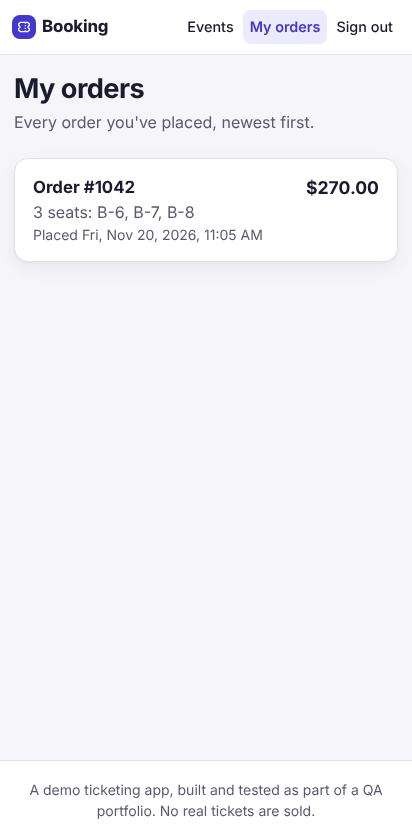 Booking
Events
My orders
Sign out
My orders
Every order you've placed, newest first.
Order #1042
$270.00
3 seats: B-6, B-7, B-8
Placed Fri, Nov 20, 2026, 11:05 AM
A demo ticketing app, built and tested as part of a QA
portfolio. No real tickets are sold.